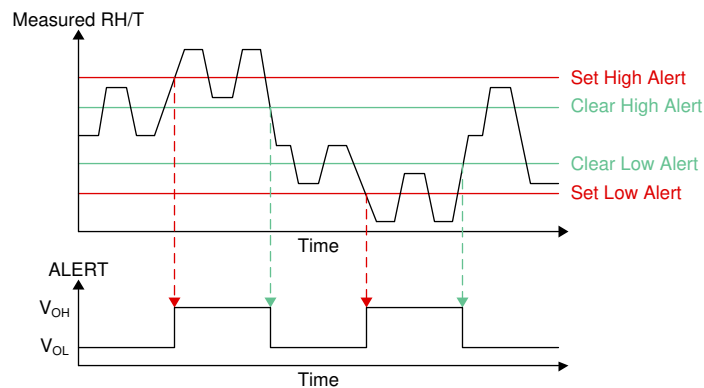 Measured RH/T
Set High Alert
Clear High Alert
Clear Low Alert
Set Low Alert
Time
ALERT
VOH
VOL
Time